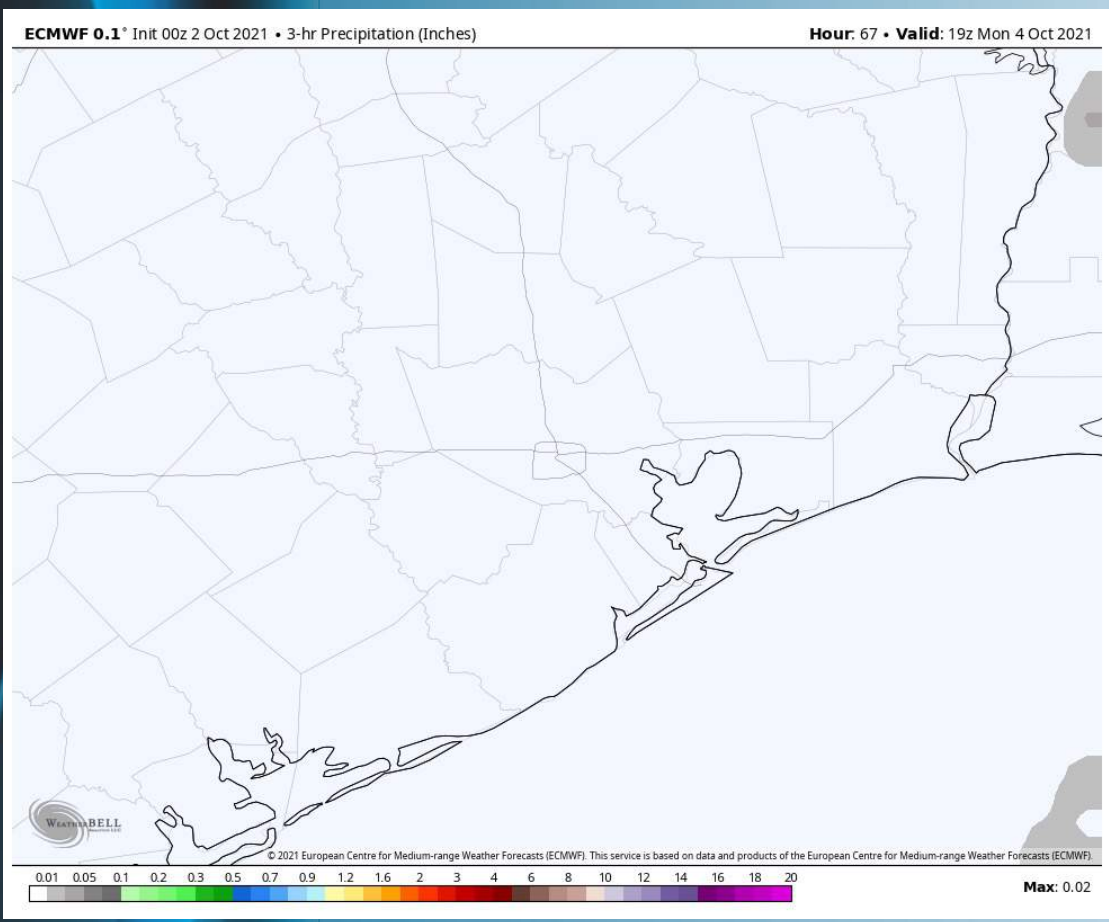 ECMWF 0.1° Init 00z 2 Oct 2021 • 3-hr Precipitation (Inches) Hour: 67 • Valid: 19z Mon 4 Oct 2021
WEATHERBELL
© 2021 European Centre for Medium-range Weather Forecasts (ECMWF). This service is based on data and products of the European Centre for Medium-range Weather Forecasts (ECMWF).
0.01 0.05 0.1 0.2 0.3 0.5 0.7 0.9 1.2 1.6 2 3 4 6 8 10 12 14 16 18 20
Max: 0.02